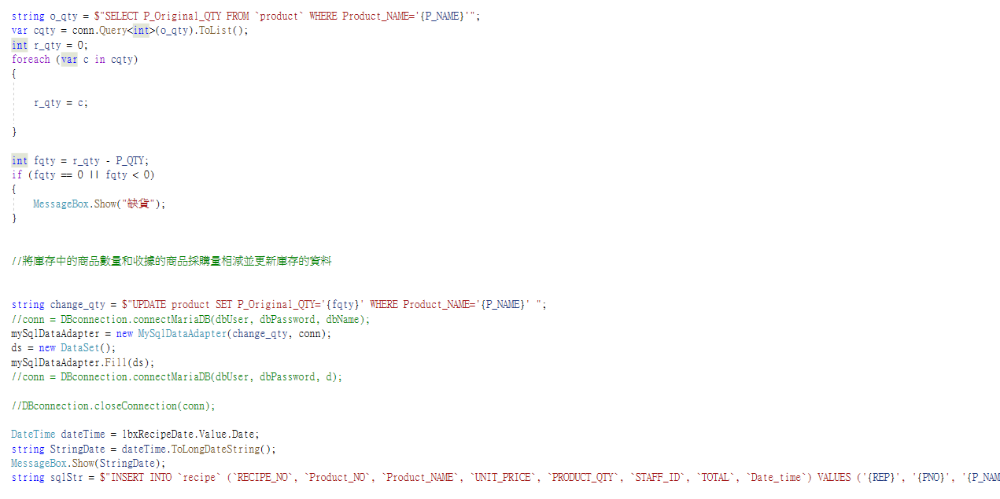 string o_qty = $"SELECT P_Original_QTY FROM `product` WHERE Product_NAME='{P_NAME}'";
var cqty = conn.Query<int>(o_qty).ToList();
int r_qty = 0;
foreach (var c in cqty)
{
r_qty = c;
}
int fqty = r_qty - P_QTY;
if (fqty == 0 || fqty < 0)
{
MessageBox.Show("缺貨");
}
//將庫存中的商品數量和收據的商品採購量相減並更新庫存的資料
string change_qty = $"UPDATE product SET P_Original_QTY='{fqty}' WHERE Product_NAME='{P_NAME}' ";
//conn = DBconnection.connectMariaDB(dbUser, dbPassword, dbName);
mySqlDataAdapter = new MySqlDataAdapter(change_qty, conn);
ds = new DataSet();
mySqlDataAdapter.Fill(ds);
//conn = DBconnection.connectMariaDB(dbUser, dbPassword, d);
//DBconnection.closeConnection(conn);
DateTime dateTime = lbxRecipeDate.Value.Date;
string StringDate = dateTime.ToLongDateString();
MessageBox.Show(StringDate);
string sqlStr = $"INSERT INTO `recipe` (`RECIPE_NO`, `Product_NO`, `Product_NAME`, `UNIT_PRICE`, `PRODUCT_QTY`, `STAFF_ID`, `TOTAL`, `Date_time`) VALUES ('{REP}', '{PNO}', '{P_NAM